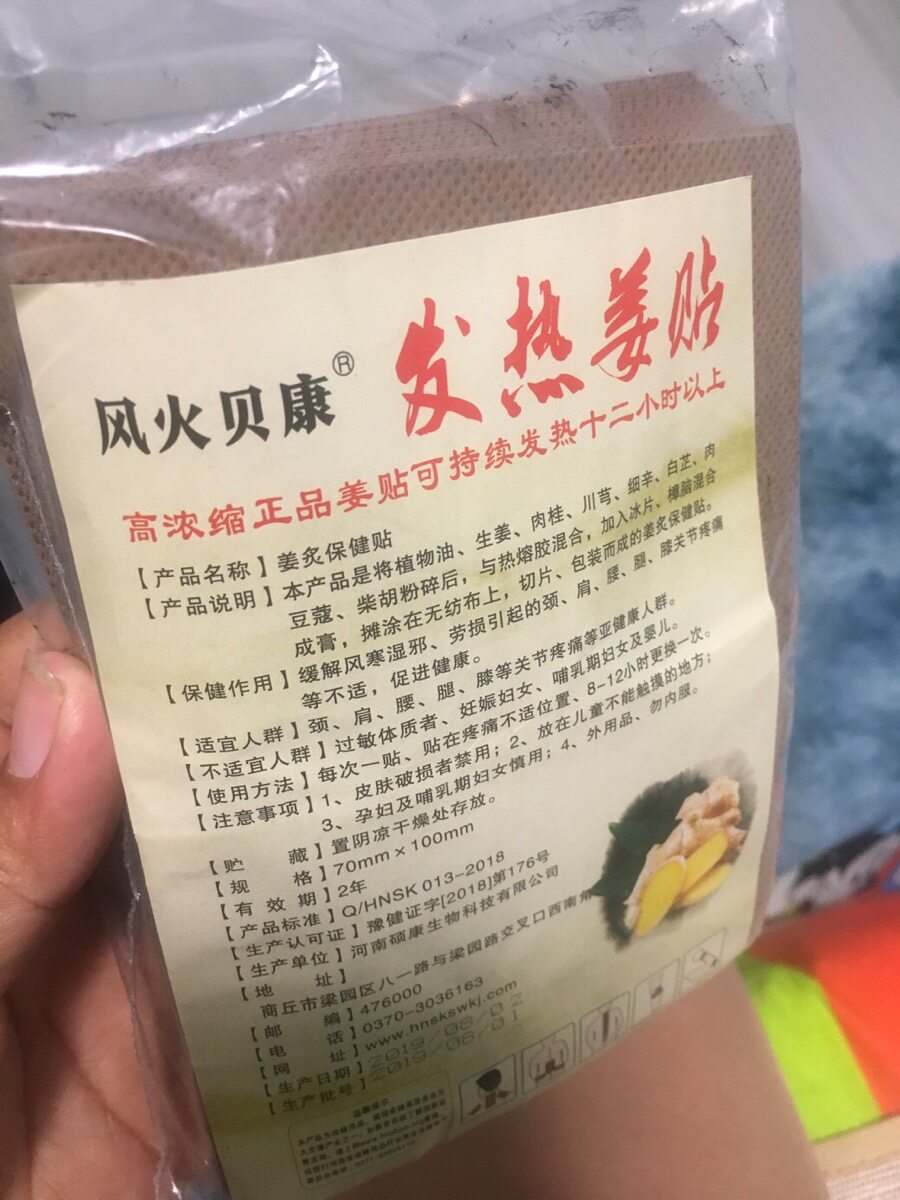 风火贝康® 发热姜贴
高浓缩正品姜贴可持续发热十二小时以上
【产品名称】姜炙保健贴
【产品说明】本产品是将植物油、生姜、肉桂、川芎、细辛、白芷、肉
豆蔻、柴胡粉碎后，与热熔胶混合，加入冰片、樟脑混合
成膏，摊涂在无纺布上，切片、包装而成的姜炙保健贴。
【保健作用】缓解风寒湿邪、劳损引起的颈、肩、腰、腿、膝关节疼痛
等不适，促进健康。
【适宜人群】颈、肩、腰、腿、膝等关节疼痛等亚健康人群。
【不适宜人群】过敏体质者、妊娠妇女、哺乳期妇女及婴儿。
【使用方法】每次一贴、贴在疼痛不适位置、8-12小时更换一次。
【注意事项】1、皮肤破损者禁用；2、放在儿童不能触摸的地方；
3、孕妇及哺乳期妇女慎用；4、外用品、勿内服。
【贮 藏】置阴凉干燥处存放。
【规 格】70mm×100mm
【有 效 期】2年
【产品标准】Q/HNSK 013-2018
【生产认可证】豫健证字[2018]第176号
【生产单位】河南硕康生物科技有限公司
【地 址】
商丘市梁园区八一路与梁园路交叉口西南角
【邮 编】476000
【电 话】0370-3036163
【网 址】www.hnskswkj.com
【生产日期】2019/08/02
【生产批号】2019/08/01
温馨提示